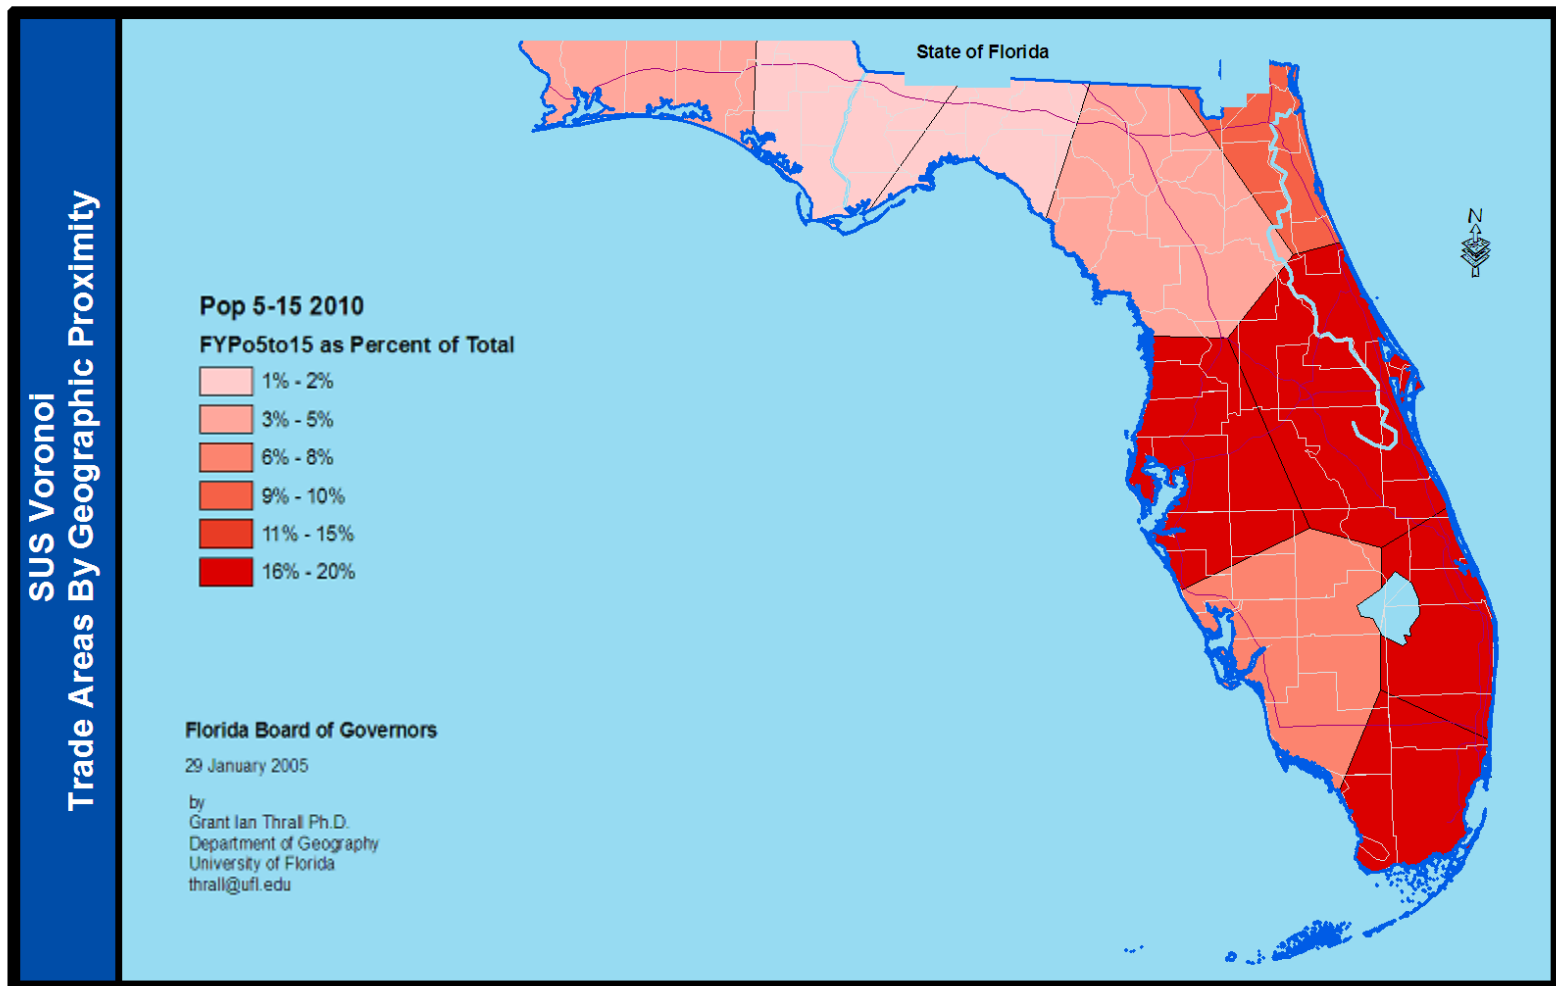 SUS Voronoi
Trade Areas By Geographic Proximity
State of Florida
N
Pop 5-15 2010
FYPo5to15 as Percent of Total
1% - 2%
3% - 5%
6% - 8%
9% - 10%
11% - 15%
16% - 20%
Florida Board of Governors
29 January 2005
by
Grant Ian Thrall Ph.D.
Department of Geography
University of Florida
thrall@ufl.edu